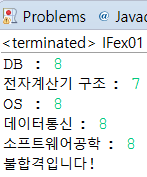 Problems @ Javadoc
<terminated> IFex01
DB : 8
전자계산기 구조 : 7
OS : 8
데이터통신 : 8
소프트웨어공학 : 8
불합격입니다!